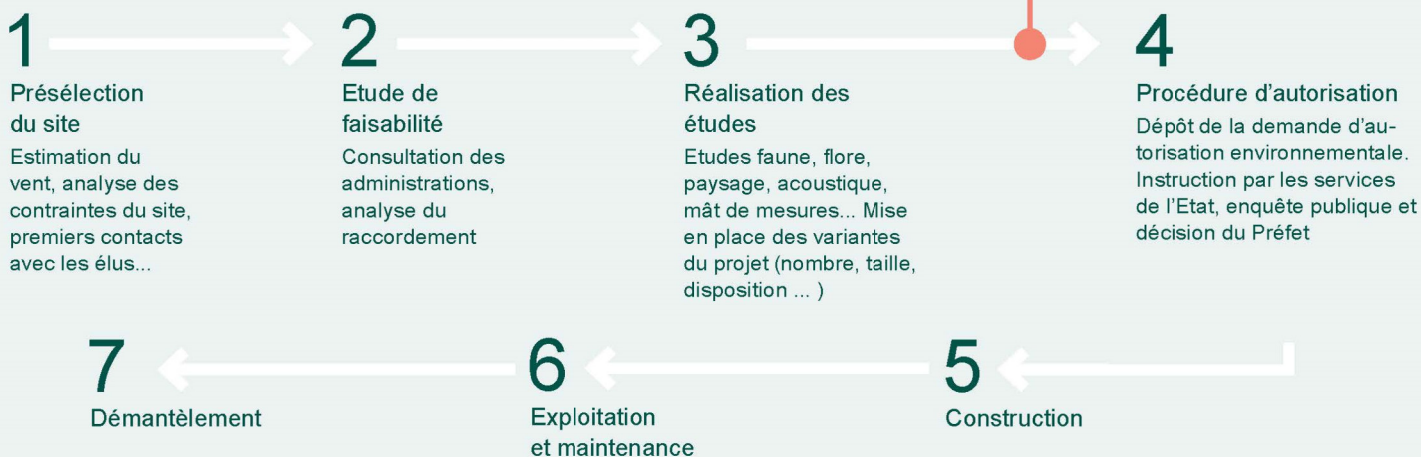 1
Présélection
du site
Estimation du
vent, analyse des
contraintes du site,
premiers contacts
avec les élus...
2
Etude de
faisabilité
Consultation des
administrations,
analyse du
raccordement
3
Réalisation des
études
Etudes faune, flore,
paysage, acoustique,
mât de mesures... Mise
en place des variantes
du projet (nombre, taille,
disposition ... )
4
Procédure d'autorisation
Dépôt de la demande d'au-
torisation environnementale.
Instruction par les services
de l'Etat, enquête publique et
décision du Préfet
7
Démantèlement
6
Exploitation
et maintenance
5
Construction